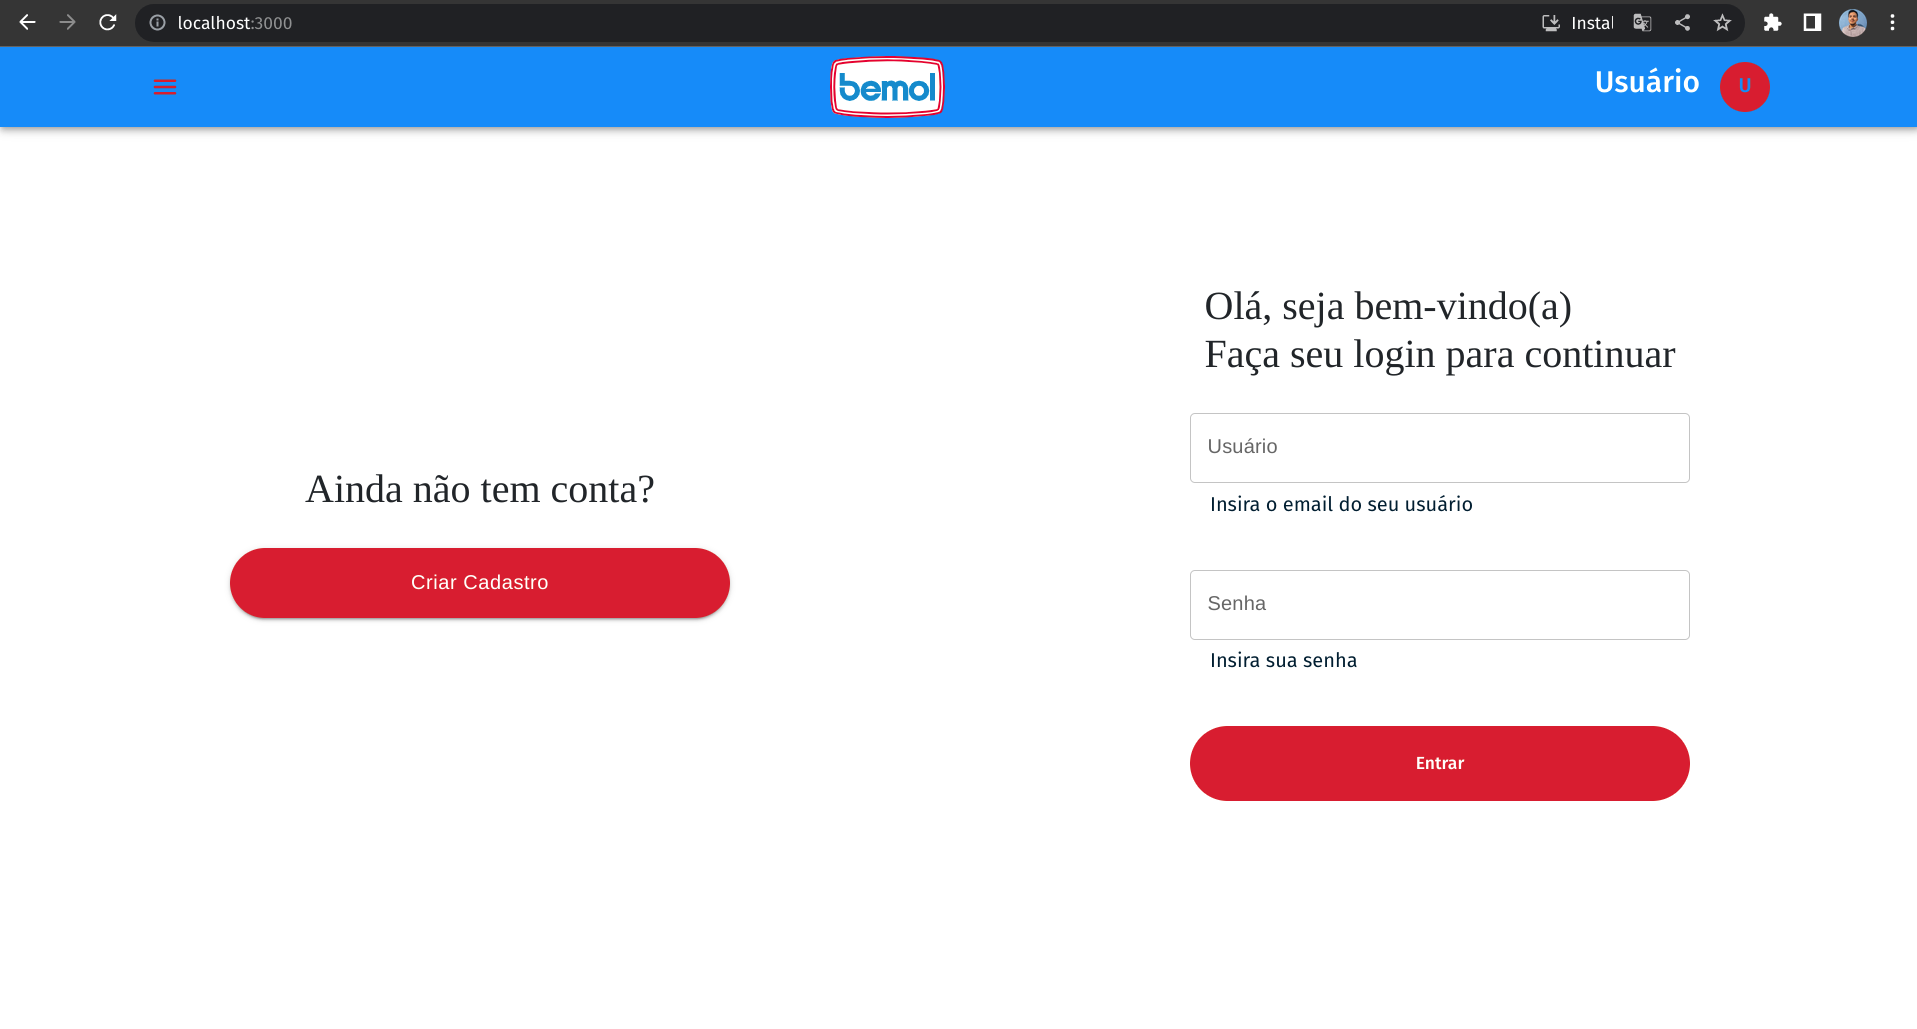 localhost:3000
Instal
bemol
Usuário
U
Olá, seja bem-vindo(a)
Faça seu login para continuar
Usuário
Insira o email do seu usuário
Ainda não tem conta?
Criar Cadastro
Senha
Insira sua senha
Entrar